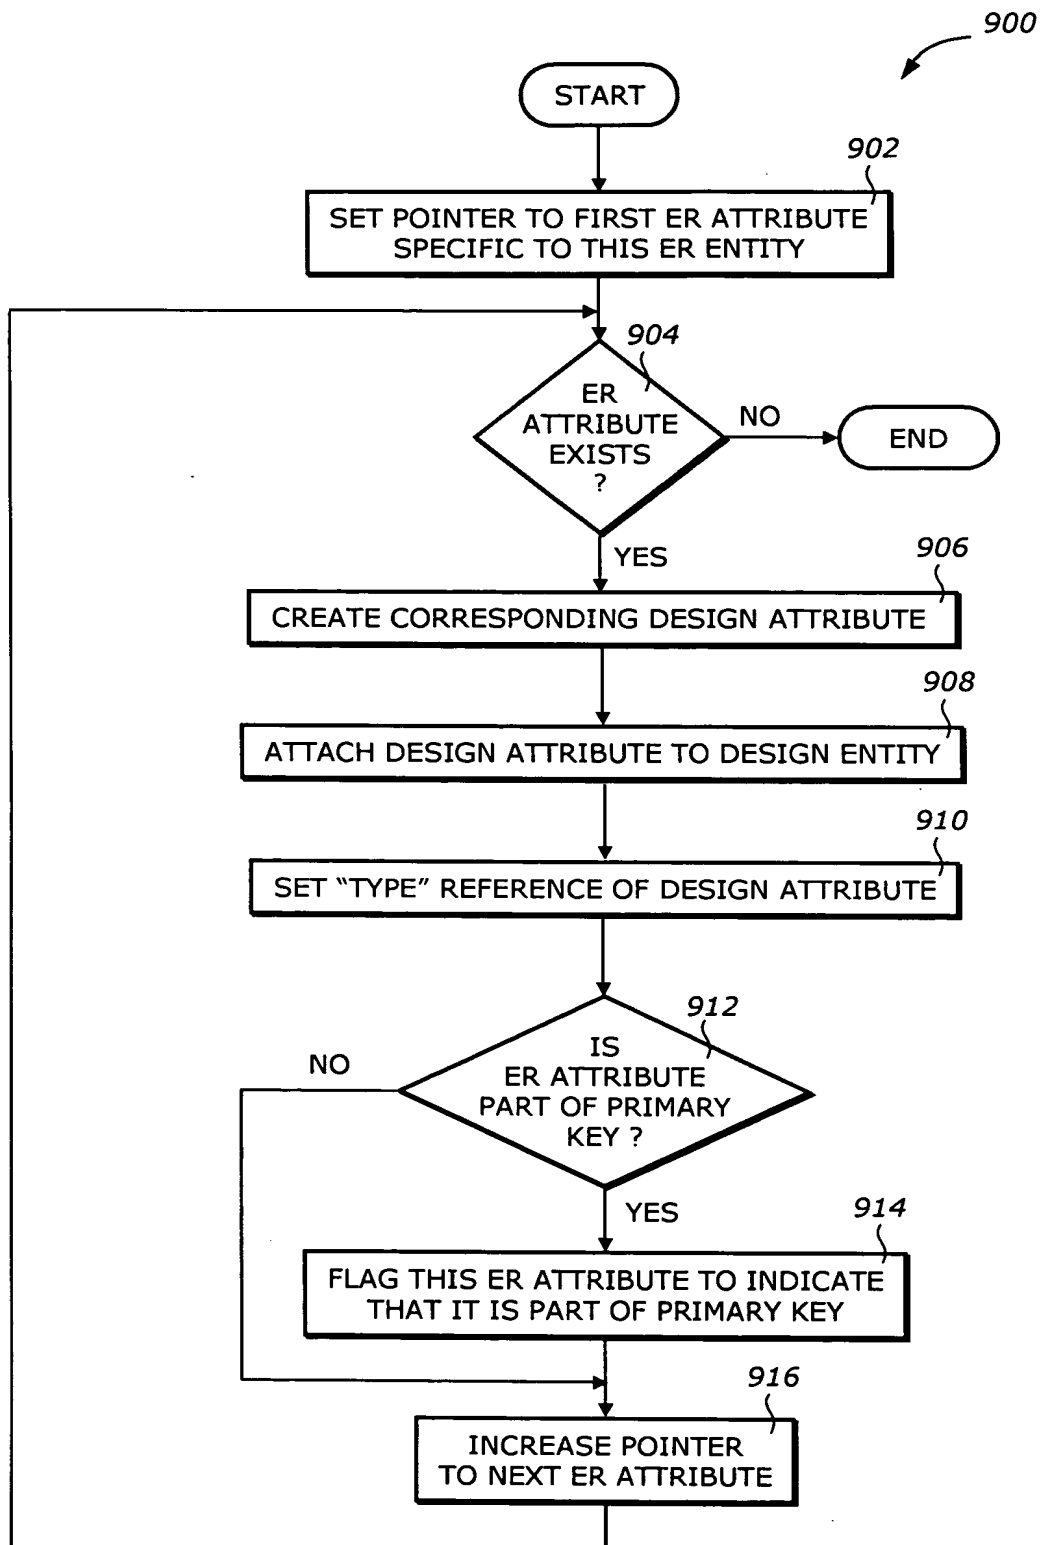 900
START
902
SET POINTER TO FIRST ER ATTRIBUTE
SPECIFIC TO THIS ER ENTITY
904
ER
ATTRIBUTE
EXISTS
?
NO
END
YES
906
CREATE CORRESPONDING DESIGN ATTRIBUTE
908
ATTACH DESIGN ATTRIBUTE TO DESIGN ENTITY
910
SET “TYPE” REFERENCE OF DESIGN ATTRIBUTE
912
IS
ER ATTRIBUTE
PART OF PRIMARY
KEY ?
NO
YES
914
FLAG THIS ER ATTRIBUTE TO INDICATE
THAT IT IS PART OF PRIMARY KEY
916
INCREASE POINTER
TO NEXT ER ATTRIBUTE